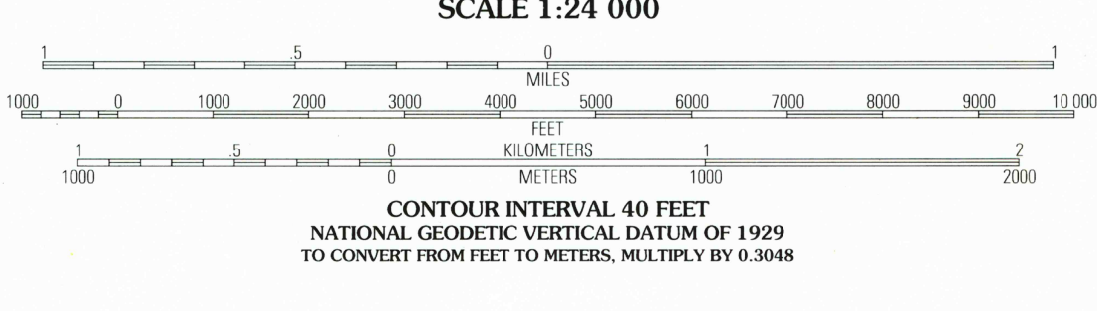 SCALE 1:24 000
1 .5 0 1
MILES
1000 0 1000 2000 3000 4000 5000 6000 7000 8000 9000 10 000
FEET
1 .5 0 KILOMETERS 1 2
1000 0 METERS 1000 2000
CONTOUR INTERVAL 40 FEET
NATIONAL GEODETIC VERTICAL DATUM OF 1929
TO CONVERT FROM FEET TO METERS, MULTIPLY BY 0.3048